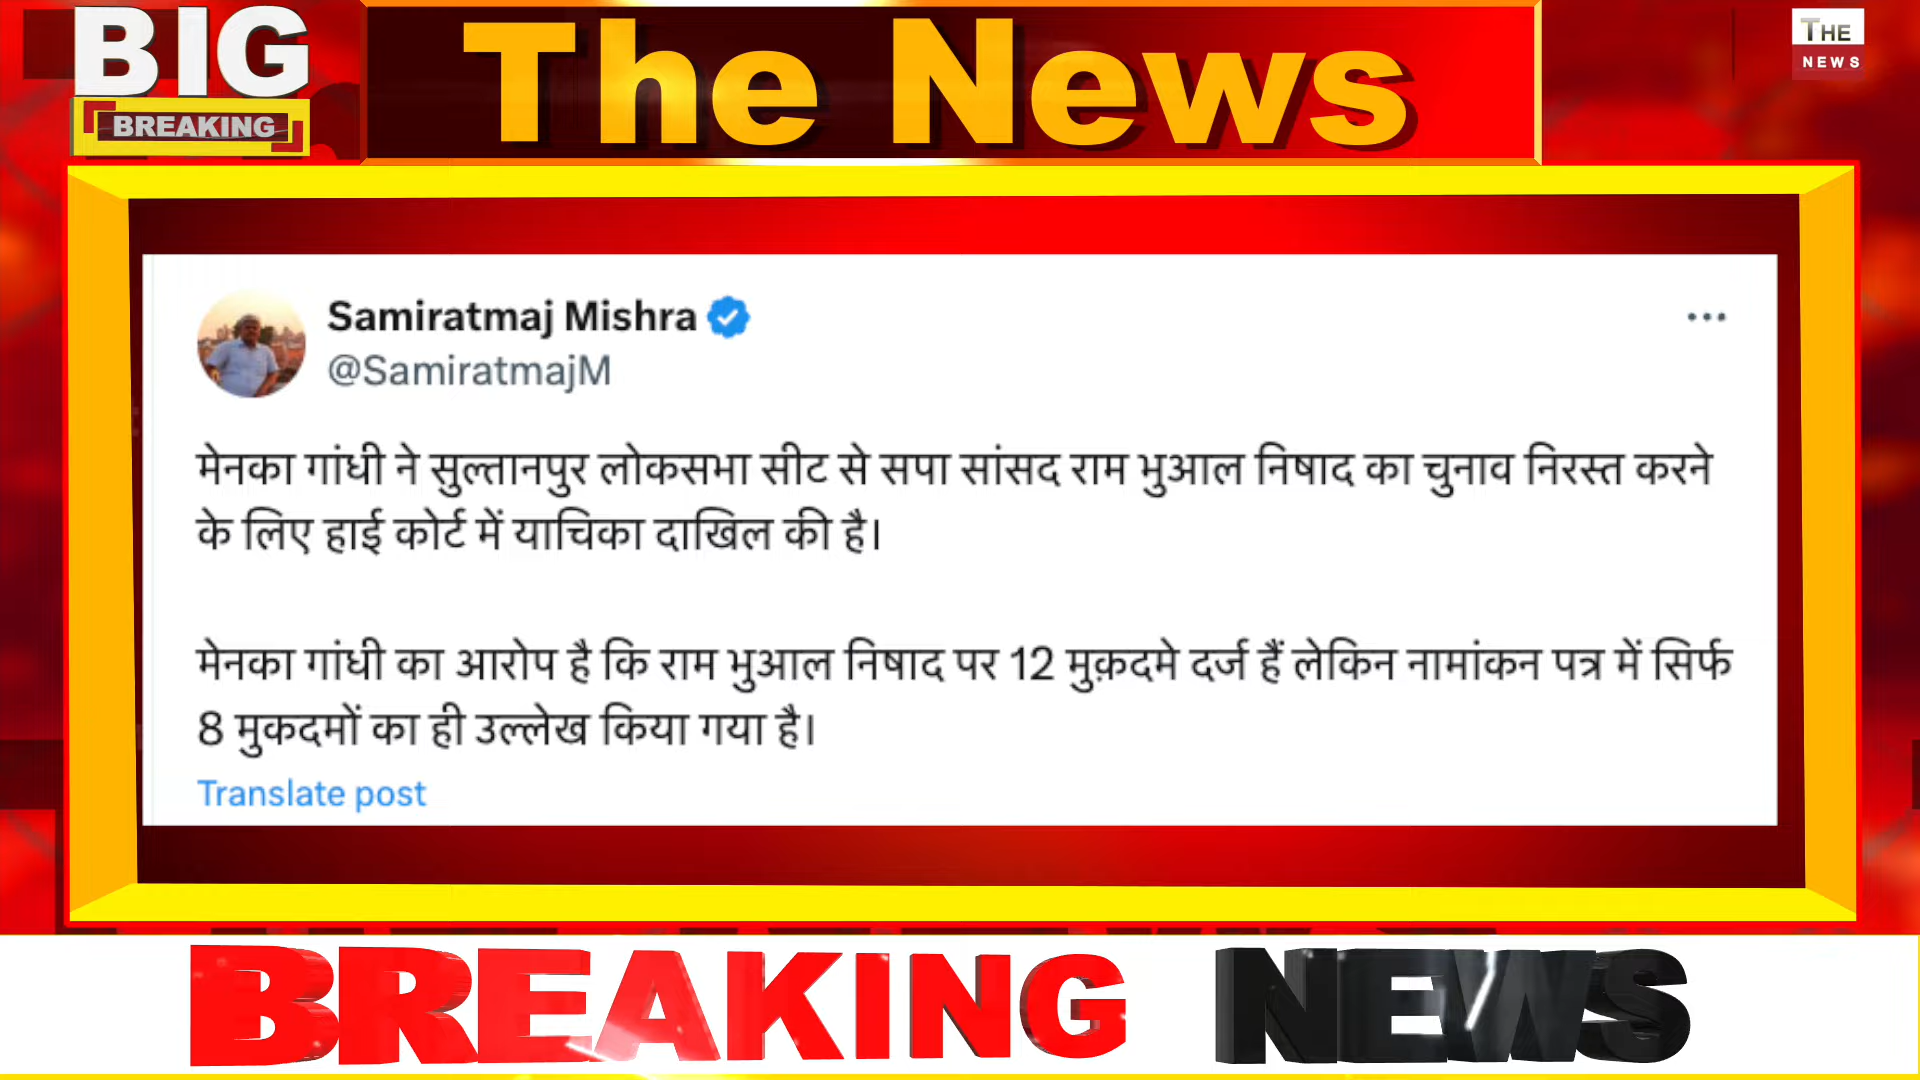 BIG
BREAKING
The News
THE
NEWS
Samiratmaj Mishra
@SamiratmajM
मेनका गांधी ने सुल्तानपुर लोकसभा सीट से सपा सांसद राम भुआल निषाद का चुनाव निरस्त करने
के लिए हाई कोर्ट में याचिका दाखिल की है।
मेनका गांधी का आरोप है कि राम भुआल निषाद पर 12 मुक़दमे दर्ज हैं लेकिन नामांकन पत्र में सिर्फ
8 मुकदमों का ही उल्लेख किया गया है।
Translate post
BREAKING NEWS